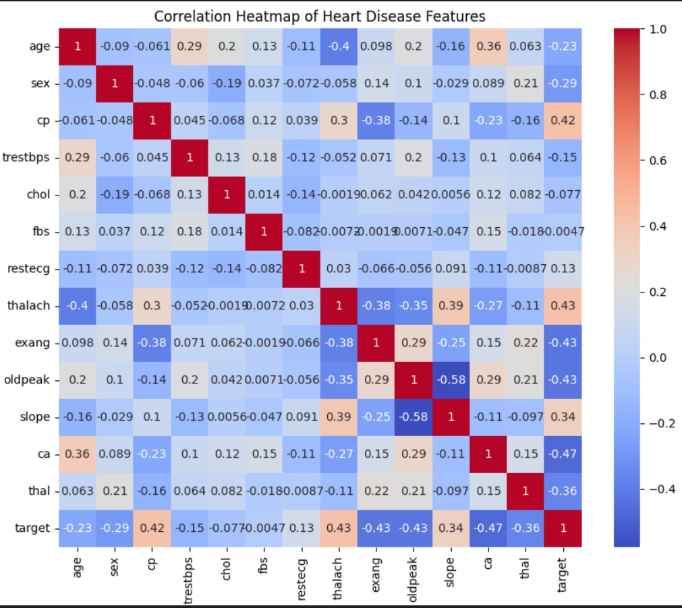 Correlation Heatmap of Heart Disease Features
age 1 -0.09 -0.061 0.29 0.2 0.13 -0.11 -0.4 0.098 0.2 -0.16 0.36 0.063 -0.23
sex -0.09 1 -0.048 -0.06 -0.19 0.037 -0.072 -0.058 0.14 0.1 -0.029 0.089 0.21 -0.29
cp -0.061 -0.048 1 0.045 -0.068 0.12 0.039 0.3 -0.38 -0.14 0.1 -0.23 -0.16 0.42
trestbps 0.29 -0.06 0.045 1 0.13 0.18 -0.12 -0.052 0.071 0.2 -0.13 0.1 0.064 -0.15
chol 0.2 -0.19 -0.068 0.13 1 0.014 -0.14 -0.0019 0.062 0.042 0.0056 0.12 0.082 -0.077
fbs 0.13 0.037 0.12 0.18 0.014 1 -0.082 -0.0072 -0.0019 0.0071 -0.047 0.15 -0.018 -0.0047
restecg -0.11 -0.072 0.039 -0.12 -0.14 -0.082 1 0.03 -0.066 -0.056 0.091 -0.11 -0.0087 0.13
thalach -0.4 -0.058 0.3 -0.052 -0.0019 -0.0072 0.03 1 -0.38 -0.35 0.39 -0.27 -0.11 0.43
exang 0.098 0.14 -0.38 0.071 0.062 -0.0019 -0.066 -0.38 1 0.29 -0.25 0.15 0.22 -0.43
oldpeak 0.2 0.1 -0.14 0.2 0.042 0.0071 -0.056 -0.35 0.29 1 -0.58 0.29 0.21 -0.43
slope -0.16 -0.029 0.1 -0.13 0.0056 -0.047 0.091 0.39 -0.25 -0.58 1 -0.11 -0.097 0.34
ca 0.36 0.089 -0.23 0.1 0.12 0.15 -0.11 -0.27 0.15 0.29 -0.11 1 0.15 -0.47
thal 0.063 0.21 -0.16 0.064 0.082 -0.018 -0.0087 -0.11 0.22 0.21 -0.097 0.15 1 -0.36
target -0.23 -0.29 0.42 -0.15 -0.077 -0.0047 0.13 0.43 -0.43 -0.43 0.34 -0.47 -0.36 1
age sex cp trestbps chol fbs restecg thalach exang oldpeak slope ca thal target
1.0
0.8
0.6
0.4
0.2
0.0
−0.2
−0.4